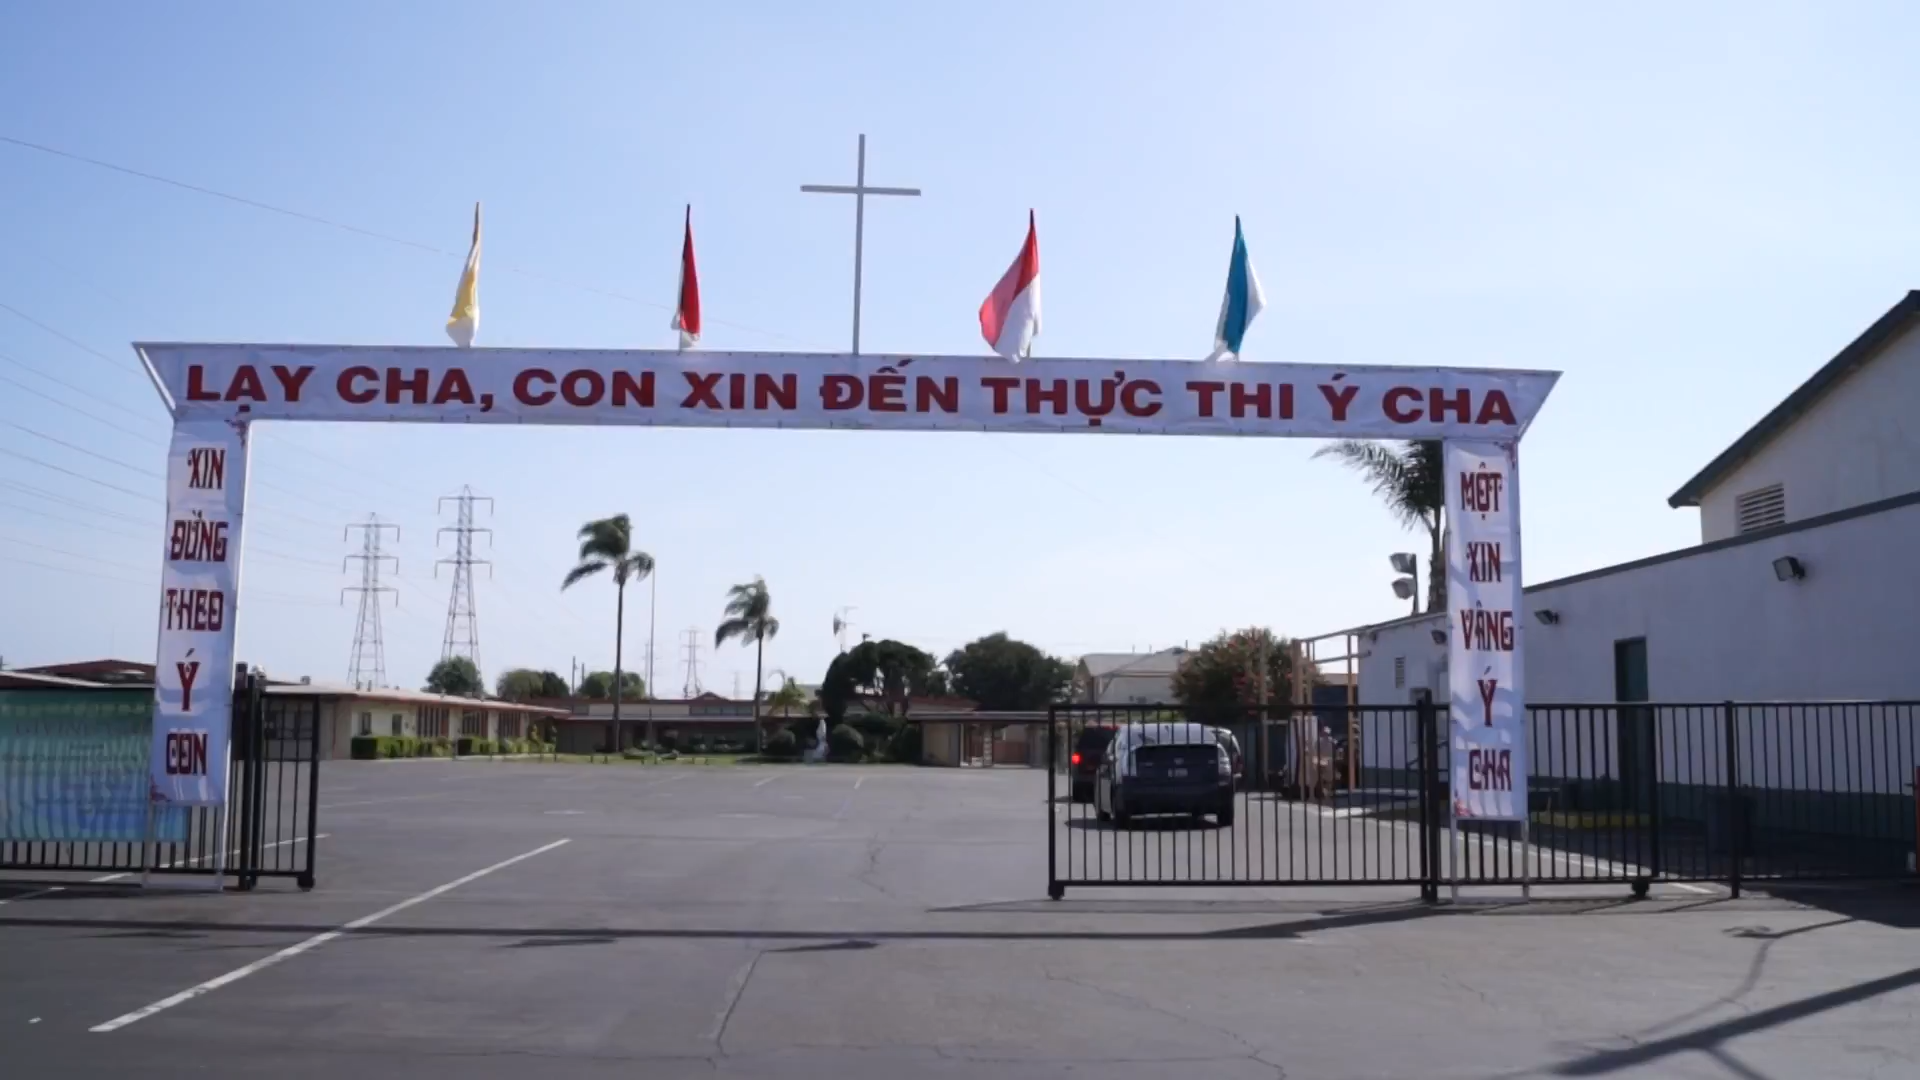 LẠY CHA, CON XIN ĐẾN THỰC THI Ý CHA
XIN
ĐỪNG
THEO
Ý
CON
MỘT
XIN
VÂNG
Ý
CHA